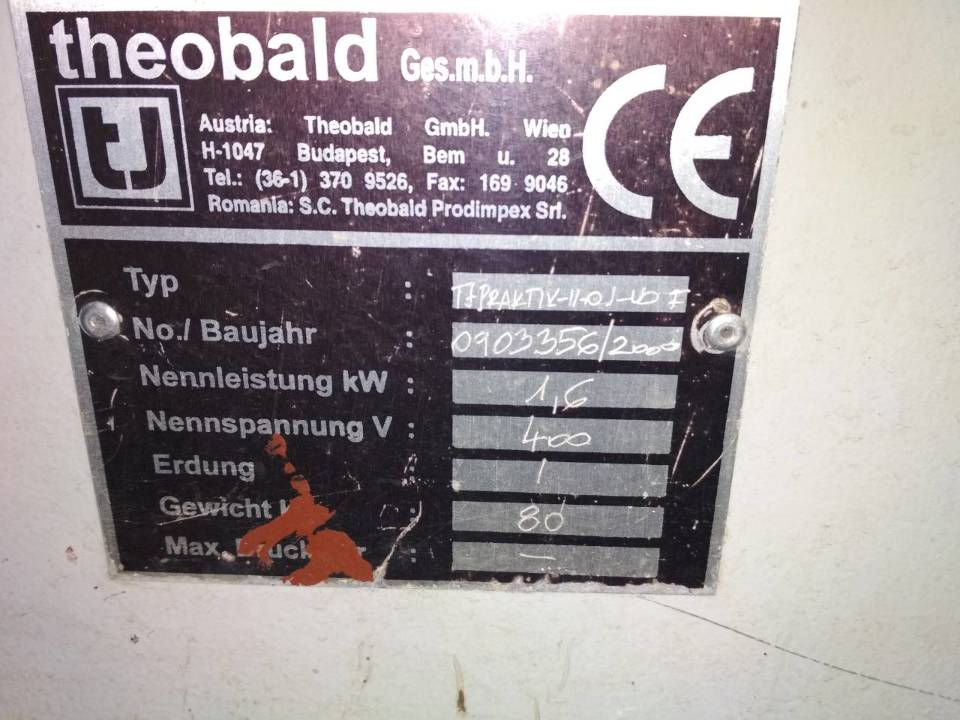 theobald Ges.m.b.H.
tJ
CE
Austria: Theobald GmbH. Wien
H-1047 Budapest, Bem u. 28
Tel.: (36-1) 370 9526, Fax: 169 9046
Romania: S.C. Theobald Prodimpex Srl.
Typ :
No./ Baujahr : 0903356/2000
Nennleistung kW : 1,6
Nennspannung V : 400
Erdung : 1
Gewicht : 80
Max. Druck : —